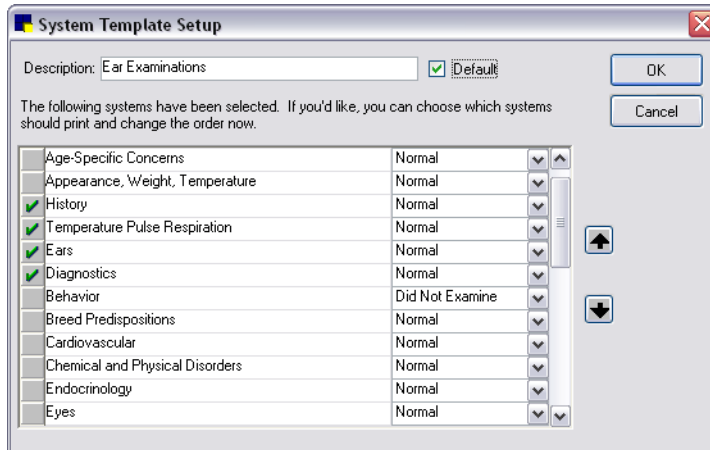 System Template Setup
Description: Ear Examinations Default OK
The following systems have been selected. If you'd like, you can choose which systems
should print and change the order now.
Cancel
Age-Specific Concerns Normal
Appearance, Weight, Temperature Normal
History Normal
Temperature Pulse Respiration Normal
Ears Normal
Diagnostics Normal
Behavior Did Not Examine
Breed Predispositions Normal
Cardiovascular Normal
Chemical and Physical Disorders Normal
Endocrinology Normal
Eyes Normal